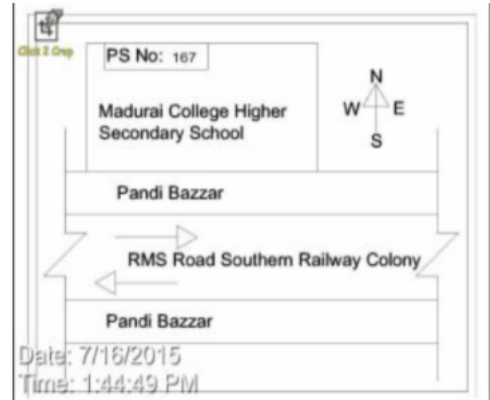 Click 2 Crop
PS No: 167
Madurai College Higher
Secondary School
N
W E
S
Pandi Bazzar
RMS Road Southern Railway Colony
Pandi Bazzar
Date: 7/16/2015
Time: 1:44:49 PM